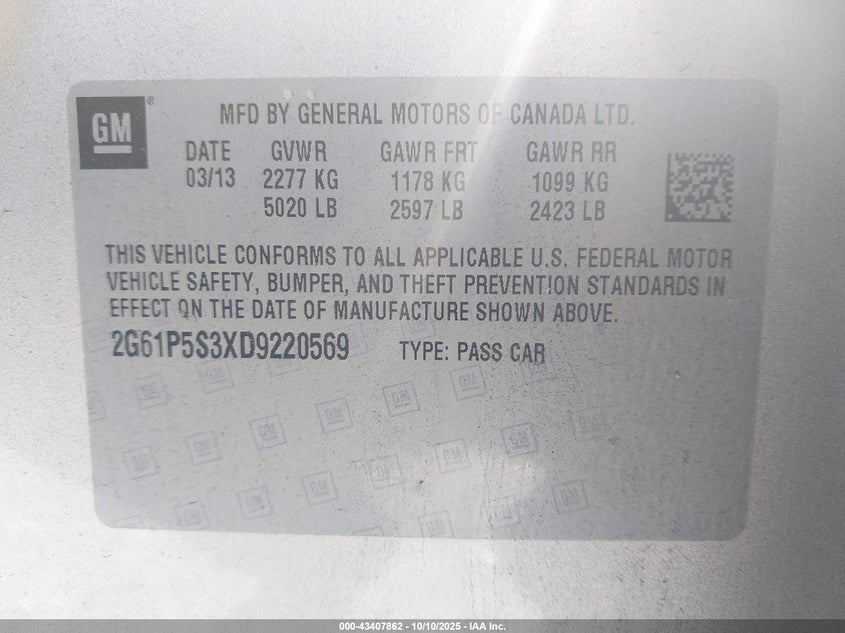 GM
MFD BY GENERAL MOTORS OF CANADA LTD.
DATE GVWR GAWR FRT GAWR RR
03/13 2277 KG 1178 KG 1099 KG
5020 LB 2597 LB 2423 LB
THIS VEHICLE CONFORMS TO ALL APPLICABLE U.S. FEDERAL MOTOR
VEHICLE SAFETY, BUMPER, AND THEFT PREVENTION STANDARDS IN
EFFECT ON THE DATE OF MANUFACTURE SHOWN ABOVE.
2G61P5S3XD9220569 TYPE: PASS CAR
000-43407862 - 10/10/2025 - IAA Inc.